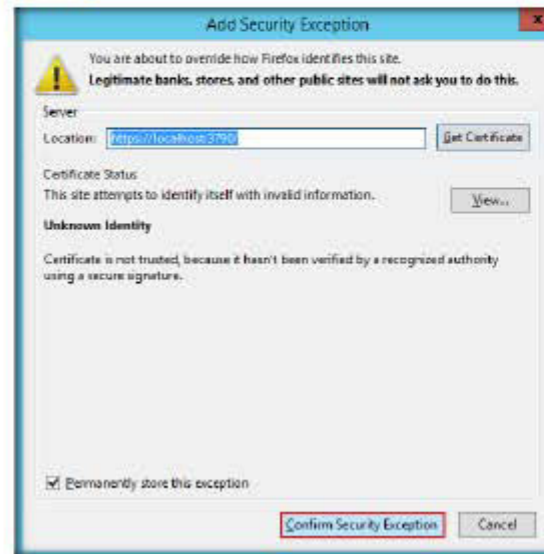 Add Security Exception
x
You are about to override how Firefox identifies this site.
Legitimate banks, stores, and other public sites will not ask you to do this.
Server
Location: https://localhost:3790/ Get Certificate
Certificate Status
This site attempts to identify itself with invalid information. View...
Unknown Identity
Certificate is not trusted, because it hasn't been verified by a recognized authority
using a secure signature.
Permanently store this exception
Confirm Security Exception Cancel